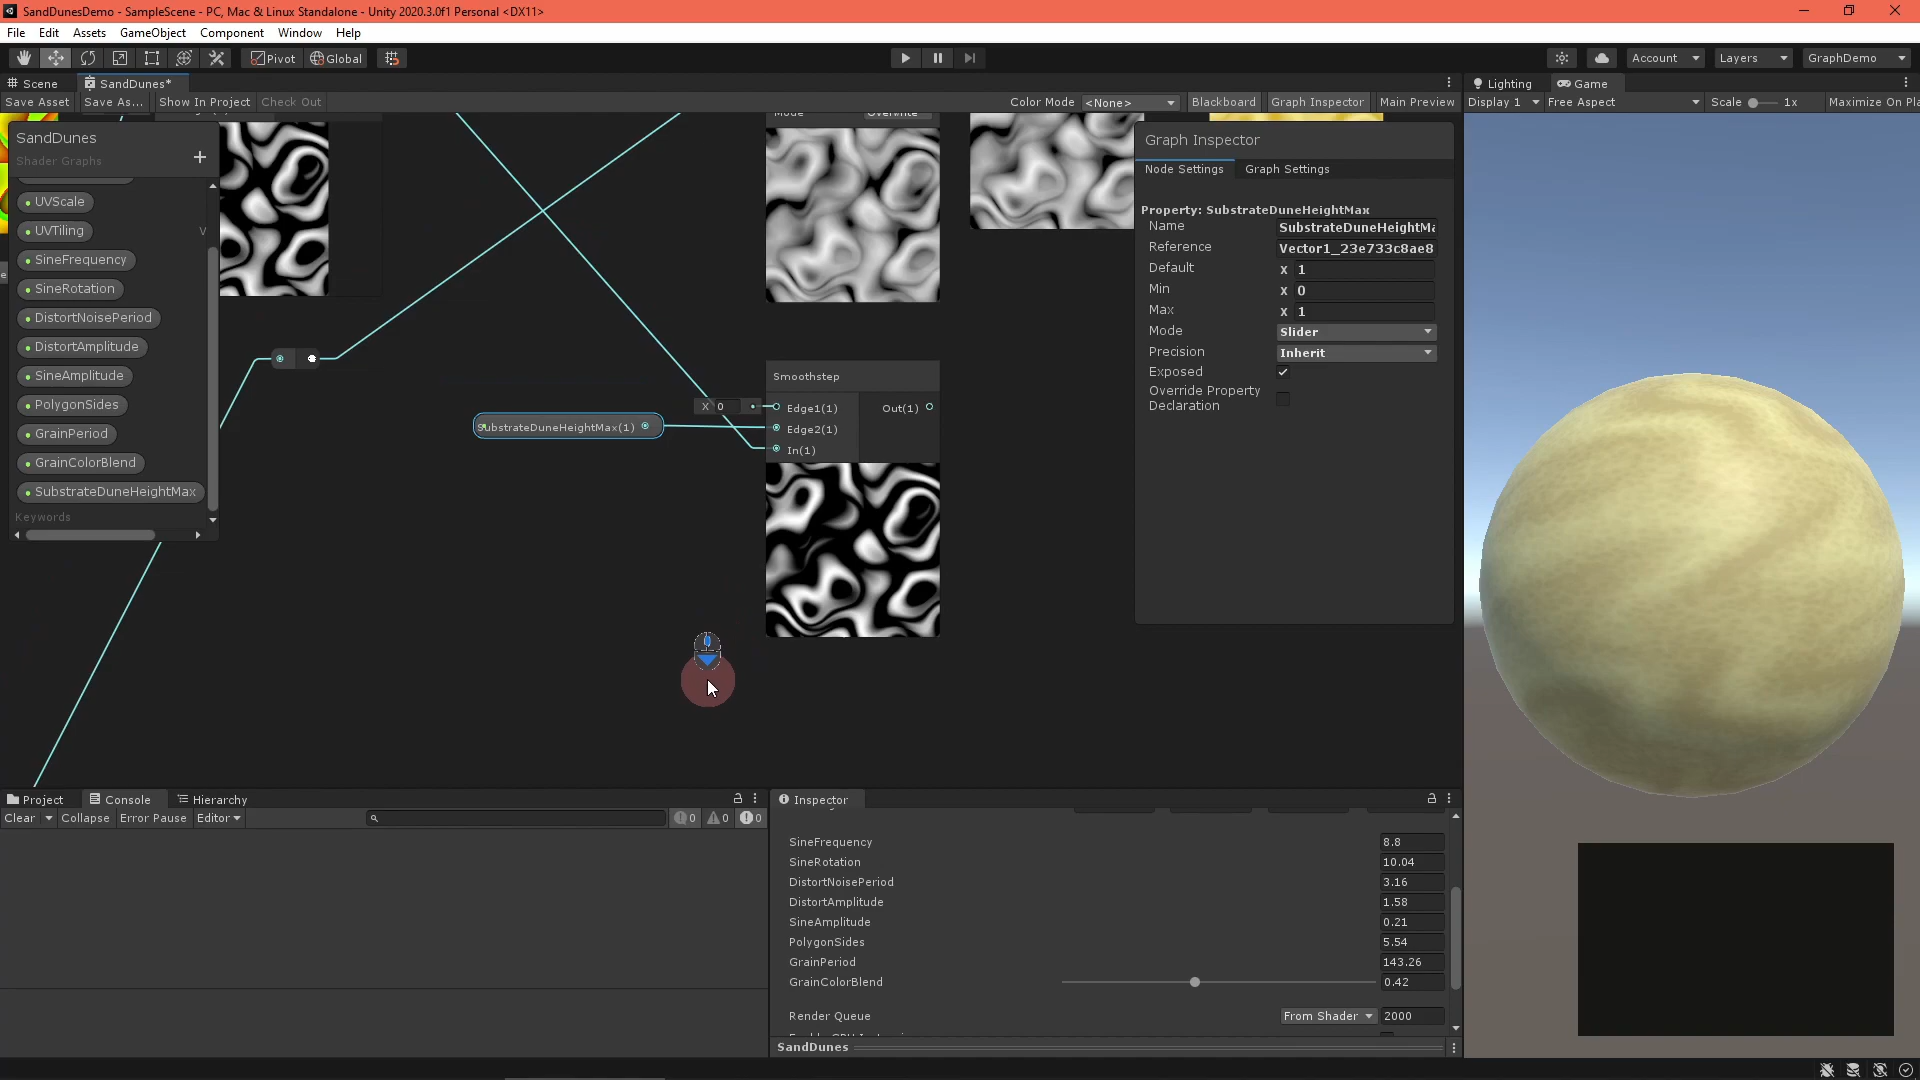 SandDunesDemo - SampleScene - PC, Mac & Linux Standalone - Unity 2020.3.0f1 Personal <DX11>
File Edit Assets GameObject Component Window Help
Pivot Global Account Layers GraphDemo
Scene SandDunes* Lighting Game
Save Asset Save As... Show In Project Check Out Color Mode <None> Blackboard Graph Inspector Main Preview Display 1 Free Aspect Scale 1x Maximize On Pla
SandDunes
Shader Graphs
+
UVScale
UVTiling V
SineFrequency
SineRotation
DistortNoisePeriod
DistortAmplitude
SineAmplitude
PolygonSides
GrainPeriod
GrainColorBlend
SubstrateDuneHeightMax
Keywords
Mode Overwrite
SubstrateDuneHeightMax(1)
Smoothstep
X 0
Edge1(1) Out(1)
Edge2(1)
In(1)
Graph Inspector
Node Settings Graph Settings
Property: SubstrateDuneHeightMax
Name SubstrateDuneHeightMa
Reference Vector1_23e733c8ae8
Default X 1
Min X 0
Max X 1
Mode Slider
Precision Inherit
Exposed
Override Property
Declaration
Project Console Hierarchy
Clear Collapse Error Pause Editor 0 0 0
Inspector
SineFrequency 8.8
SineRotation 10.04
DistortNoisePeriod 3.16
DistortAmplitude 1.58
SineAmplitude 0.21
PolygonSides 5.54
GrainPeriod 143.26
GrainColorBlend 0.42
Render Queue From Shader 2000
SandDunes